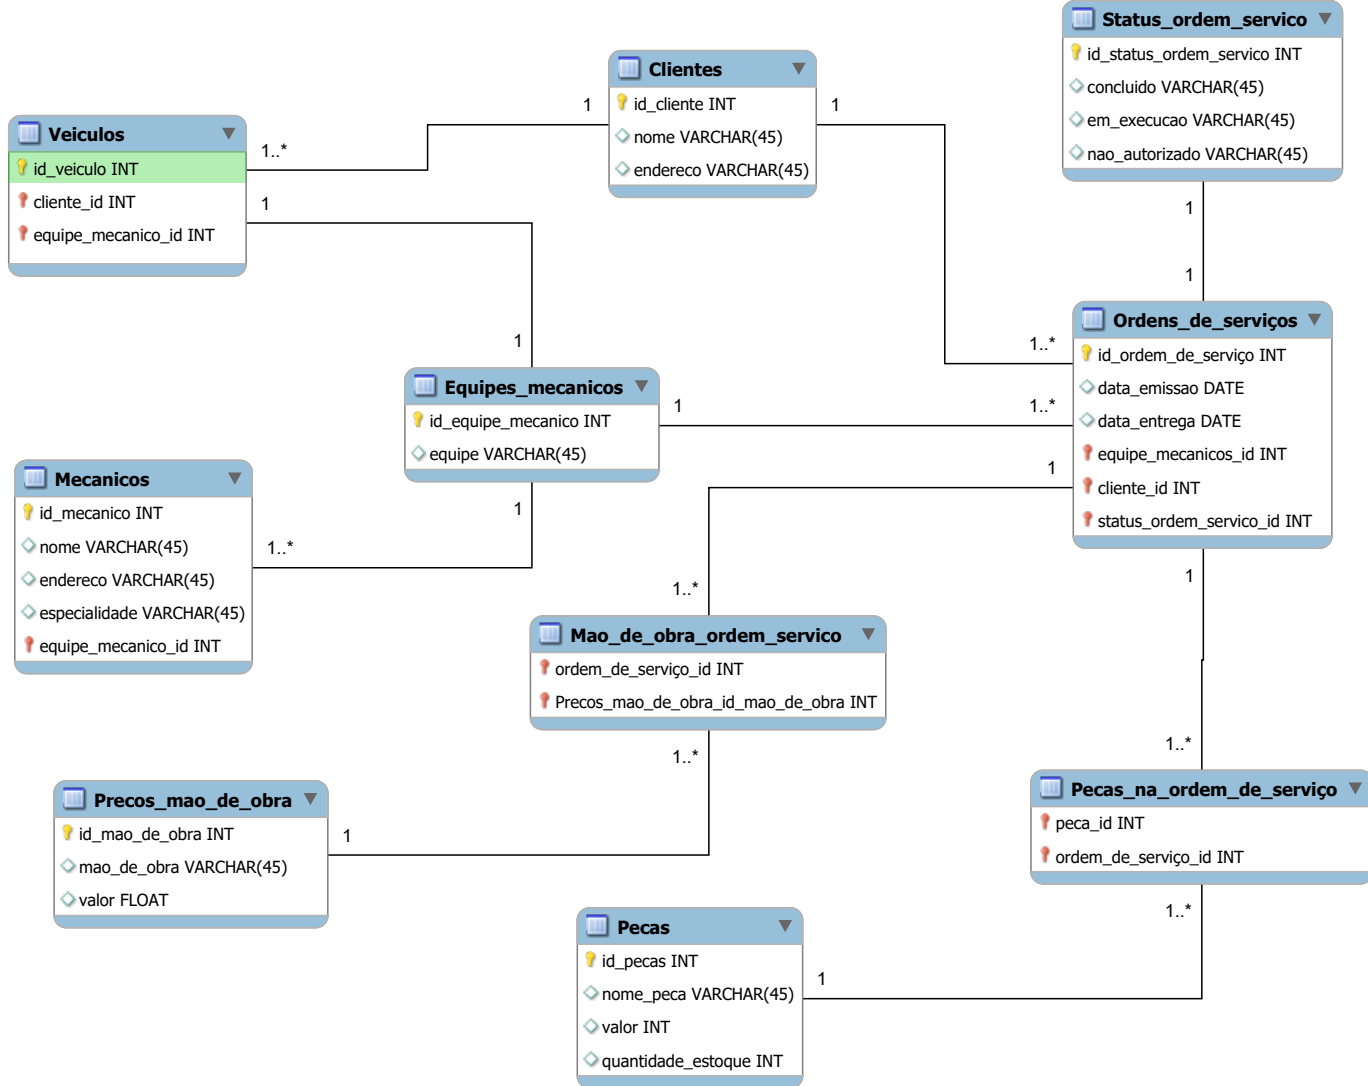 Status_ordem_servico
id_status_ordem_servico INT
concluido VARCHAR(45)
em_execucao VARCHAR(45)
nao_autorizado VARCHAR(45)
1
1
Clientes
id_cliente INT
nome VARCHAR(45)
endereco VARCHAR(45)
1
1
Veiculos
id_veiculo INT
cliente_id INT
equipe_mecanico_id INT
1..*
1
1
Ordens_de_serviços
id_ordem_de_serviço INT
data_emissao DATE
data_entrega DATE
equipe_mecanicos_id INT
cliente_id INT
status_ordem_servico_id INT
1..*
1..*
1
1
Equipes_mecanicos
id_equipe_mecanico INT
equipe VARCHAR(45)
1
1
Mecanicos
id_mecanico INT
nome VARCHAR(45)
endereco VARCHAR(45)
especialidade VARCHAR(45)
equipe_mecanico_id INT
1..*
1..*
Mao_de_obra_ordem_servico
ordem_de_serviço_id INT
Precos_mao_de_obra_id_mao_de_obra INT
1..*
1..*
Precos_mao_de_obra
id_mao_de_obra INT
mao_de_obra VARCHAR(45)
valor FLOAT
1
Pecas_na_ordem_de_serviço
peca_id INT
ordem_de_serviço_id INT
1..*
Pecas
id_pecas INT
nome_peca VARCHAR(45)
valor INT
quantidade_estoque INT
1